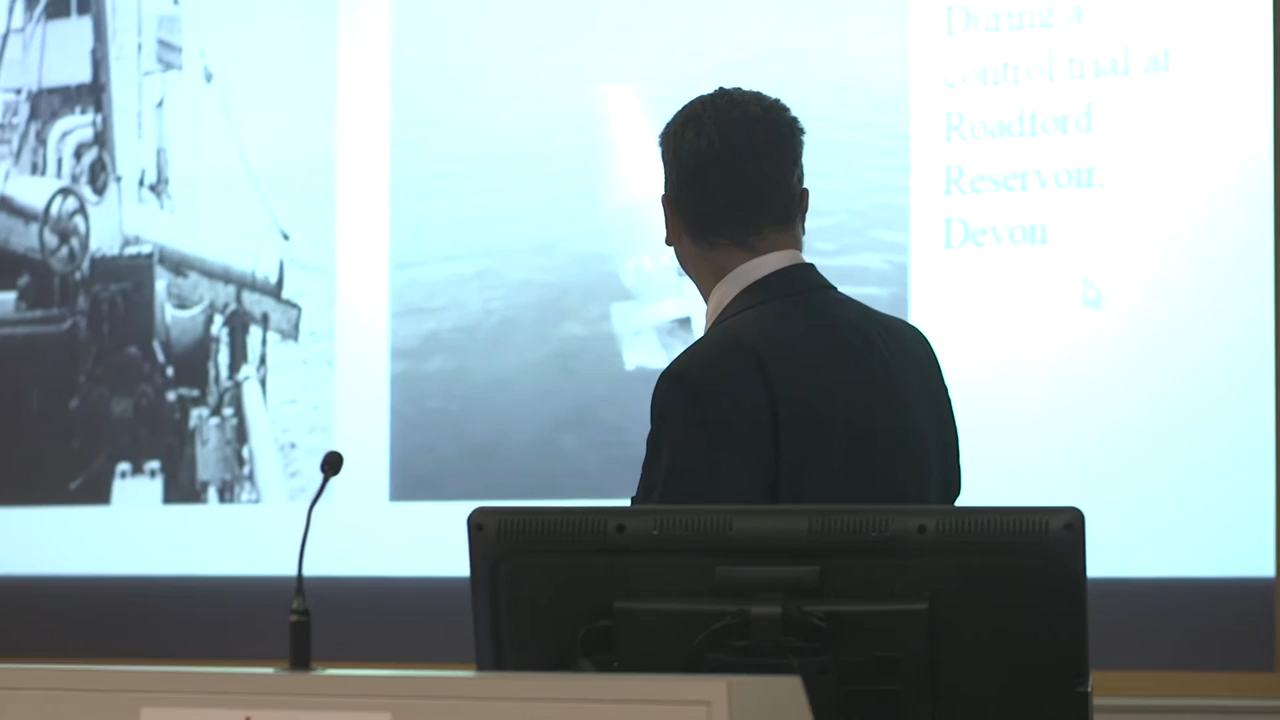 During a
control trial at
Roadford
Reservoir,
Devon